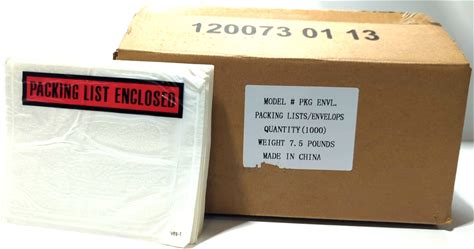 120073 01 13
PACKING LIST ENCLOSED
MODEL # PKG ENVL.
PACKING LISTS/ENVELOPS
QUANTITY(1000)
WEIGHT 7.5 POUNDS
MADE IN CHINA